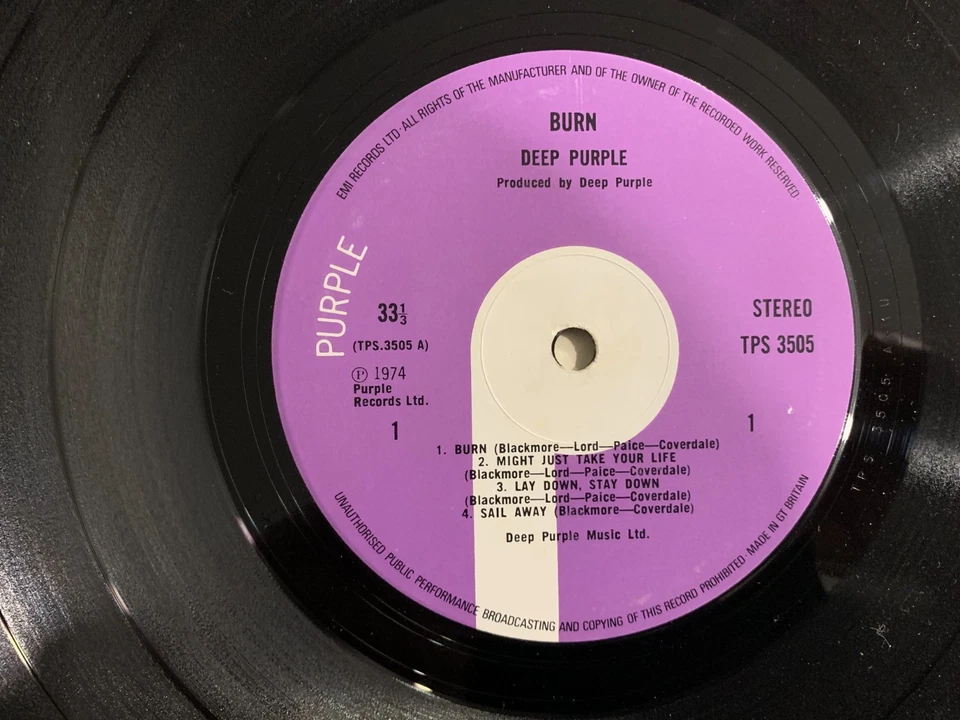 EMI RECORDS LTD · ALL RIGHTS OF THE MANUFACTURER AND OF THE OWNER OF THE RECORDED WORK RESERVED
BURN
DEEP PURPLE
Produced by Deep Purple
PURPLE
33⅓
STEREO
(TPS.3505 A)
TPS 3505
Ⓟ 1974
Purple
Records Ltd.
1
1
1. BURN (Blackmore—Lord—Paice—Coverdale)
2. MIGHT JUST TAKE YOUR LIFE
(Blackmore—Lord—Paice—Coverdale)
3. LAY DOWN, STAY DOWN
(Blackmore—Lord—Paice—Coverdale)
4. SAIL AWAY (Blackmore—Coverdale)
Deep Purple Music Ltd.
UNAUTHORISED PUBLIC PERFORMANCE BROADCASTING AND COPYING OF THIS RECORD PROHIBITED · MADE IN GT BRITAIN
TPS 3505